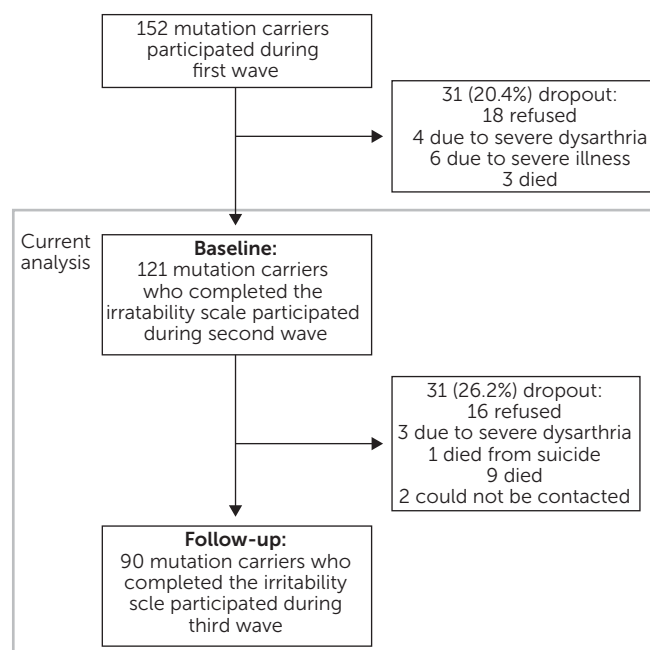 152 mutation carriers
participated during
first wave
31 (20.4%) dropout:
18 refused
4 due to severe dysarthria
6 due to severe illness
3 died
Current
analysis
Baseline:
121 mutation carriers
who completed the
irratability scale participated
during second wave
31 (26.2%) dropout:
16 refused
3 due to severe dysarthria
1 died from suicide
9 died
2 could not be contacted
Follow-up:
90 mutation carriers who
completed the irritability
scle participated during
third wave